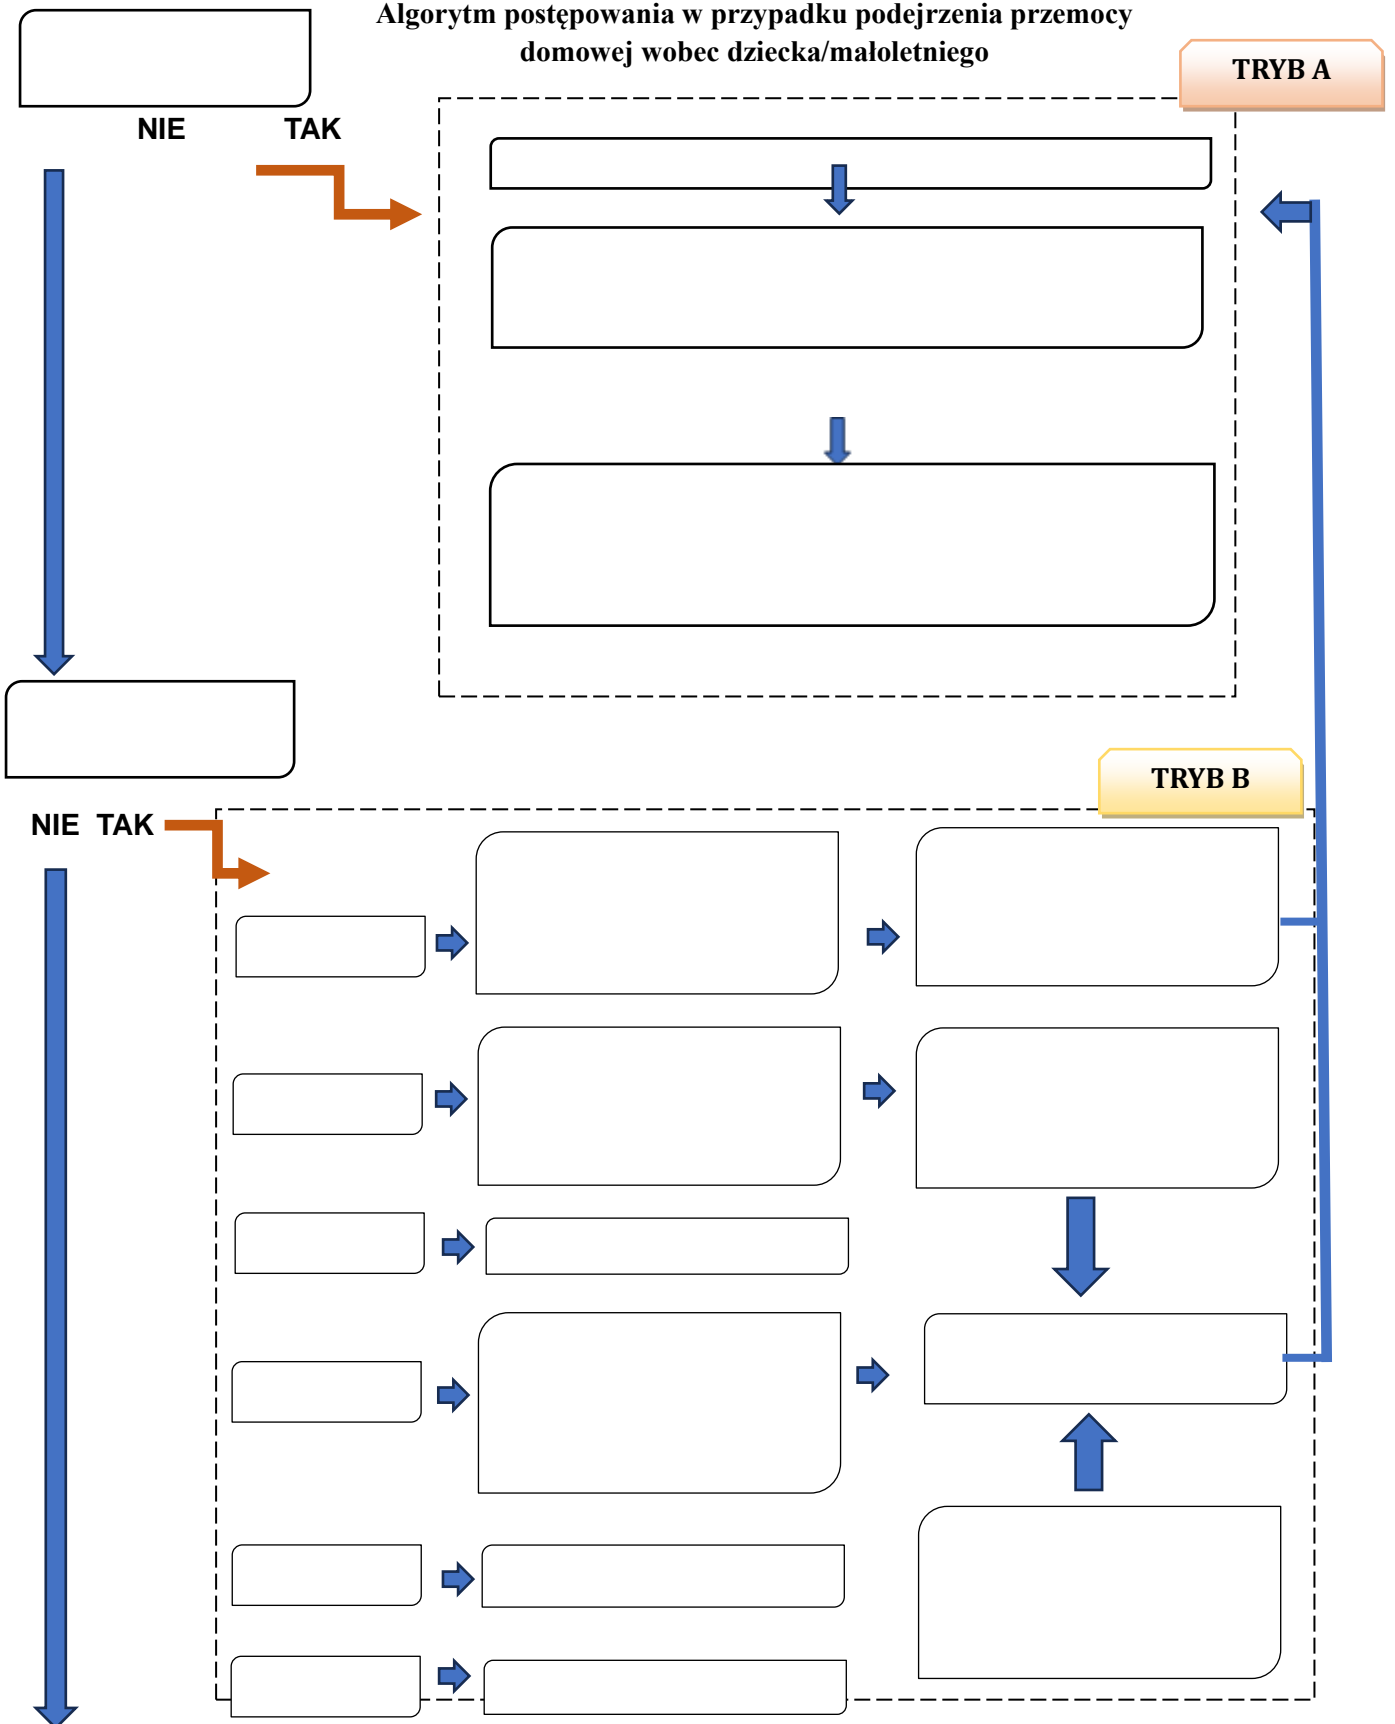 Algorytm postępowania w przypadku podejrzenia przemocy
domowej wobec dziecka/małoletniego
TRYB A
NIE TAK
TRYB B
NIE TAK